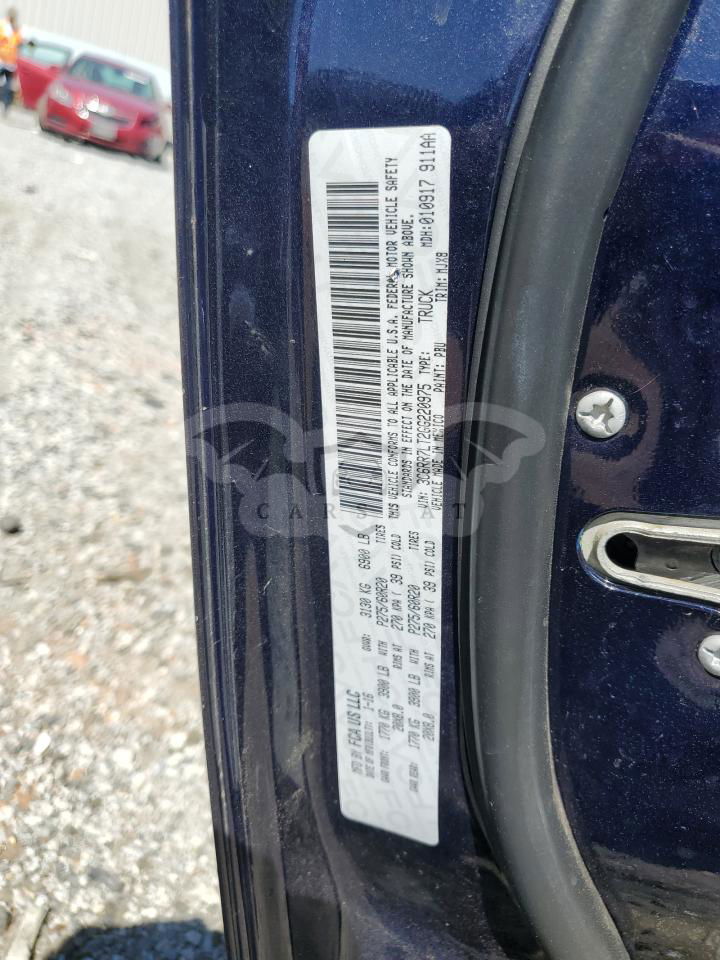 MFD BY FCA US LLC
DATE OF MFR/BUILT: 1-16 GVWR: 3130 KG 6900 LB
GAWR FRONT: 1770 KG 3900 LB WITH P275/60R20 TIRES
20X8.0 RIMS AT 270 KPA ( 39 PSI) COLD
GAWR REAR: 1770 KG 3900 LB WITH P275/60R20 TIRES
20X8.0 RIMS AT 270 KPA ( 39 PSI) COLD
THIS VEHICLE CONFORMS TO ALL APPLICABLE U.S.A. FEDERAL MOTOR VEHICLE SAFETY
STANDARDS IN EFFECT ON THE DATE OF MANUFACTURE SHOWN ABOVE.
VIN: 3C6RR7LT2GG220975 TYPE: TRUCK MDH:010917 911AA
VEHICLE MADE IN MEXICO PAINT: PBU TRIM: MJX8
CARSBAT